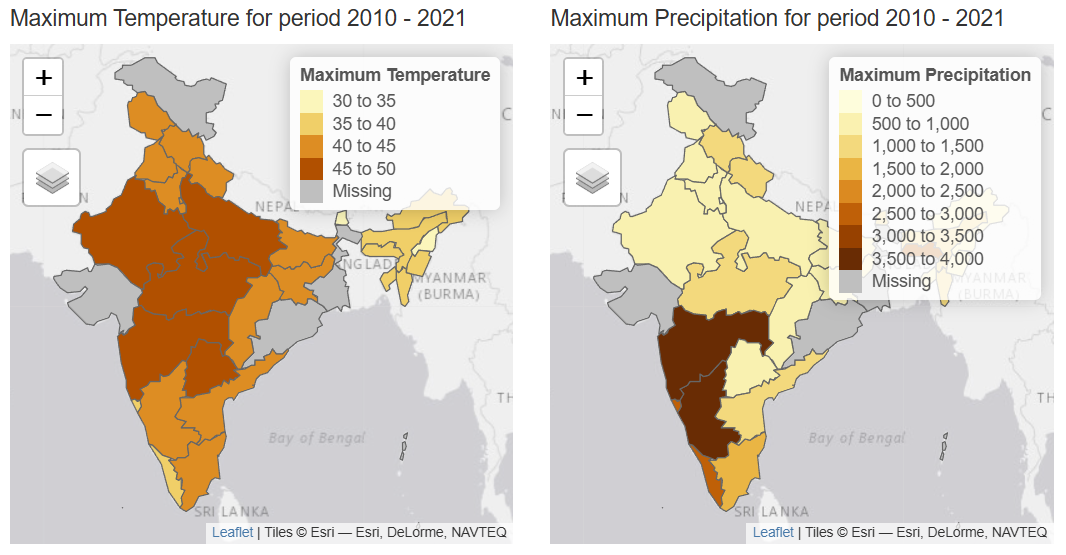 Maximum Temperature for period 2010 - 2021
+
−
Maximum Temperature
30 to 35
35 to 40
40 to 45
45 to 50
Missing
NEPAL
NGLAD
MYANMAR
(BURMA)
TH
Bay of Bengal
SRI LANKA
Leaflet | Tiles © Esri — Esri, DeLorme, NAVTEQ
Maximum Precipitation for period 2010 - 2021
+
−
Maximum Precipitation
0 to 500
500 to 1,000
1,000 to 1,500
1,500 to 2,000
2,000 to 2,500
2,500 to 3,000
3,000 to 3,500
3,500 to 4,000
Missing
NEPAL
MYANMAR
(BURMA)
TH
Bay of Bengal
SRI LANKA
Leaflet | Tiles © Esri — Esri, DeLorme, NAVTEQ